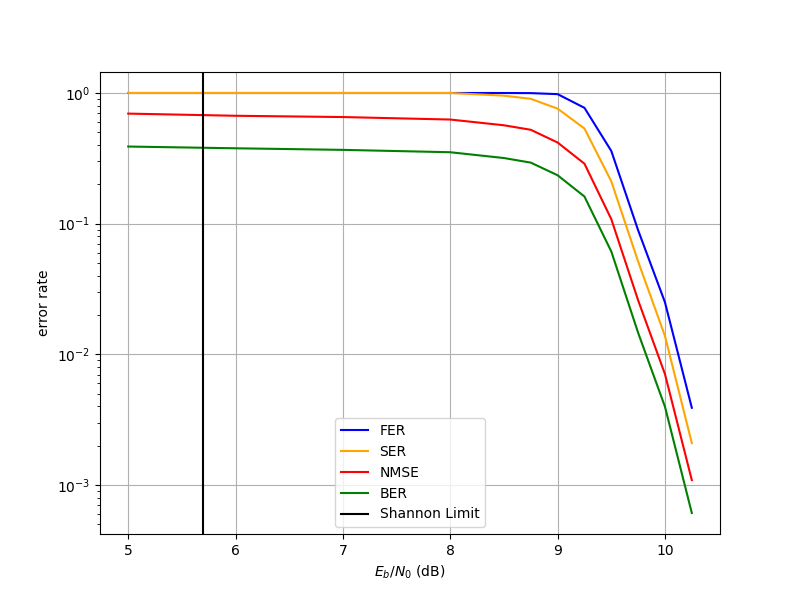 10⁰
10⁻¹
10⁻²
10⁻³
error rate
FER
SER
NMSE
BER
Shannon Limit
5 6 7 8 9 10
E_b/N_0 (dB)